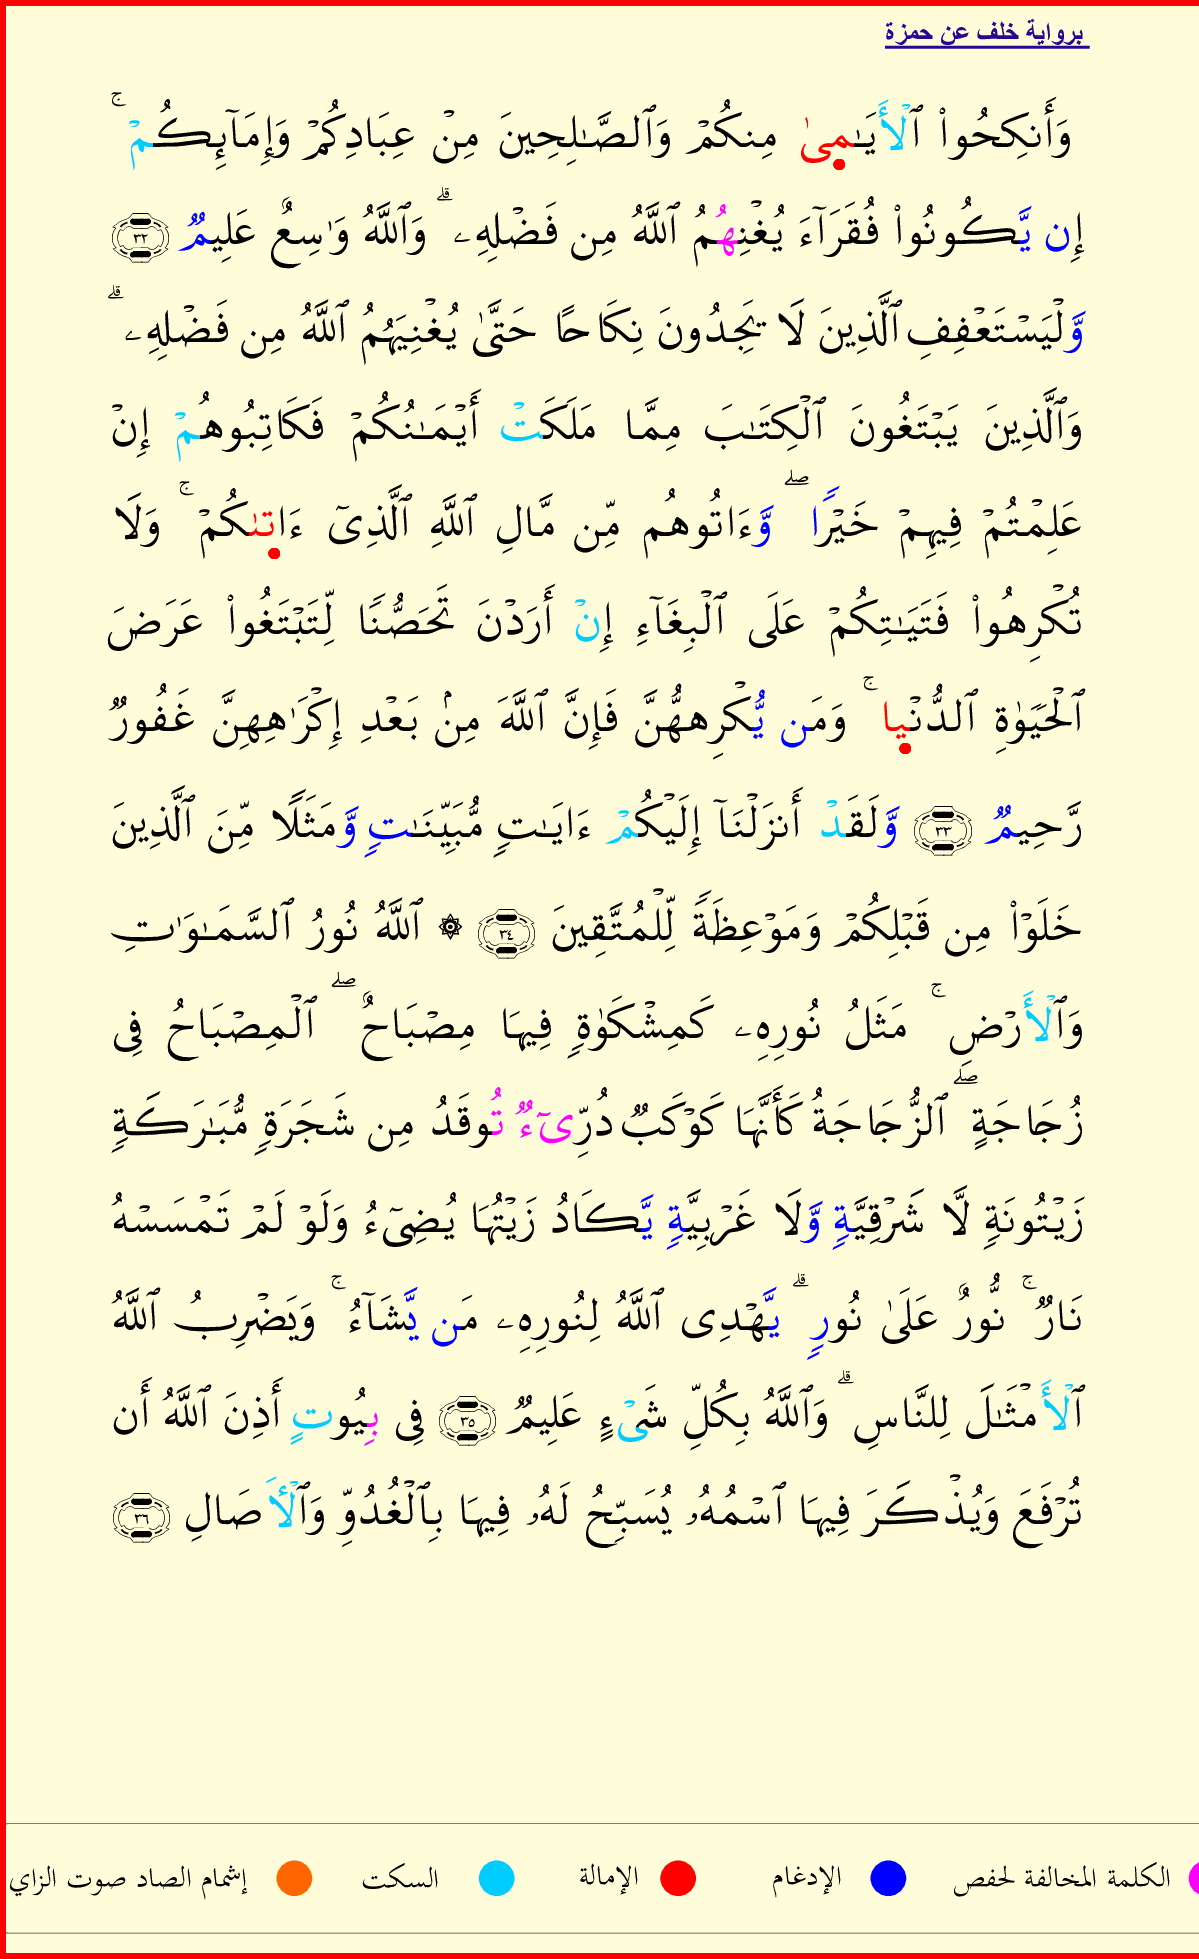 برواية خلف عن حمزة
وَأَنكِحُوا۟ ٱلْأَيَـٰمِىٰ مِنكُمْ وَٱلصَّـٰلِحِينَ مِنْ عِبَادِكُمْ وَإِمَآئِكُمْ ۚ
إِن يَّكُونُوا۟ فُقَرَآءَ يُغْنِهُمُ ٱللَّهُ مِن فَضْلِهِۦ ۗ وَٱللَّهُ وَٰسِعٌ عَلِيمٌ ٣٢
وَّلْيَسْتَعْفِفِ ٱلَّذِينَ لَا يَجِدُونَ نِكَاحًا حَتَّىٰ يُغْنِيَهُمُ ٱللَّهُ مِن فَضْلِهِۦ ۗ
وَٱلَّذِينَ يَبْتَغُونَ ٱلْكِتَـٰبَ مِمَّا مَلَكَتْ أَيْمَـٰنُكُمْ فَكَاتِبُوهُمْ إِنْ
عَلِمْتُمْ فِيهِمْ خَيْرًا ۖ وَّءَاتُوهُم مِّن مَّالِ ٱللَّهِ ٱلَّذِىٓ ءَاتىٰكُمْ ۚ وَلَا
تُكْرِهُوا۟ فَتَيَـٰتِكُمْ عَلَى ٱلْبِغَآءِ إِنْ أَرَدْنَ تَحَصُّنًا لِّتَبْتَغُوا۟ عَرَضَ
ٱلْحَيَوٰةِ ٱلدُّنْيا ۚ وَمَن يُّكْرِههُّنَّ فَإِنَّ ٱللَّهَ مِنۢ بَعْدِ إِكْرَٰهِهِنَّ غَفُورٌ
رَّحِيمٌ ٣٣ وَّلَقَدْ أَنزَلْنَآ إِلَيْكُمْ ءَايَـٰتٍ مُّبَيِّنَـٰتٍ وَّمَثَلًا مِّنَ ٱلَّذِينَ
خَلَوْا۟ مِن قَبْلِكُمْ وَمَوْعِظَةً لِّلْمُتَّقِينَ ٣٤ ۞ ٱللَّهُ نُورُ ٱلسَّمَـٰوَٰتِ
وَٱلْأَرْضِ ۚ مَثَلُ نُورِهِۦ كَمِشْكَوٰةٍ فِيهَا مِصْبَاحٌ ۖ ٱلْمِصْبَاحُ فِى
زُجَاجَةٍ ۖ ٱلزُّجَاجَةُ كَأَنَّهَا كَوْكَبٌ دُرِّىٓءٌ تُوقَدُ مِن شَجَرَةٍ مُّبَـٰرَكَةٍ
زَيْتُونَةٍ لَّا شَرْقِيَّةٍ وَّلَا غَرْبِيَّةٍ يَّكَادُ زَيْتُهَا يُضِىٓءُ وَلَوْ لَمْ تَمْسَسْهُ
نَارٌ ۚ نُّورٌ عَلَىٰ نُورٍ ۗ يَّهْدِى ٱللَّهُ لِنُورِهِۦ مَن يَّشَآءُ ۚ وَيَضْرِبُ ٱللَّهُ
ٱلْأَمْثَـٰلَ لِلنَّاسِ ۗ وَٱللَّهُ بِكُلِّ شَىْءٍ عَلِيمٌ ٣٥ فِى بِيُوتٍ أَذِنَ ٱللَّهُ أَن
تُرْفَعَ وَيُذْكَرَ فِيهَا ٱسْمُهُۥ يُسَبِّحُ لَهُۥ فِيهَا بِٱلْغُدُوِّ وَٱلْأَصَالِ ٣٦
الكلمة المخالفة لحفص الإدغام الإمالة السكت إشمام الصاد صوت الزاي